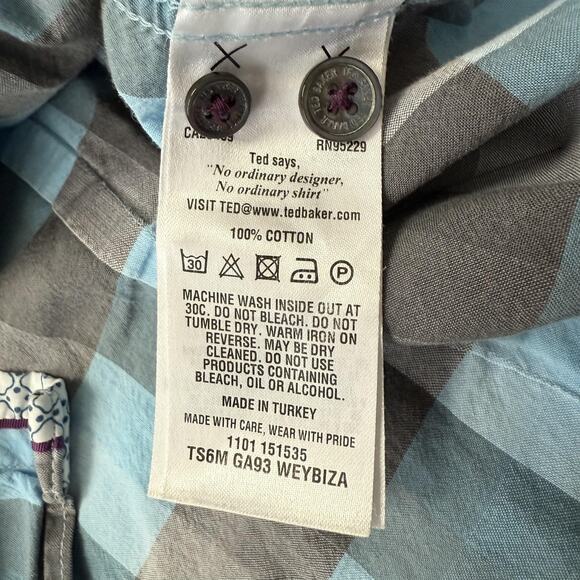 TED BAKER
RN95229
Ted says,
"No ordinary designer,
No ordinary shirt"
VISIT TED@www.tedbaker.com
100% COTTON
30
P
MACHINE WASH INSIDE OUT AT
30C. DO NOT BLEACH. DO NOT
TUMBLE DRY. WARM IRON ON
REVERSE. MAY BE DRY
CLEANED. DO NOT USE
PRODUCTS CONTAINING
BLEACH, OIL OR ALCOHOL.
MADE IN TURKEY
MADE WITH CARE, WEAR WITH PRIDE
1101 151535
TS6M GA93 WEYBIZA